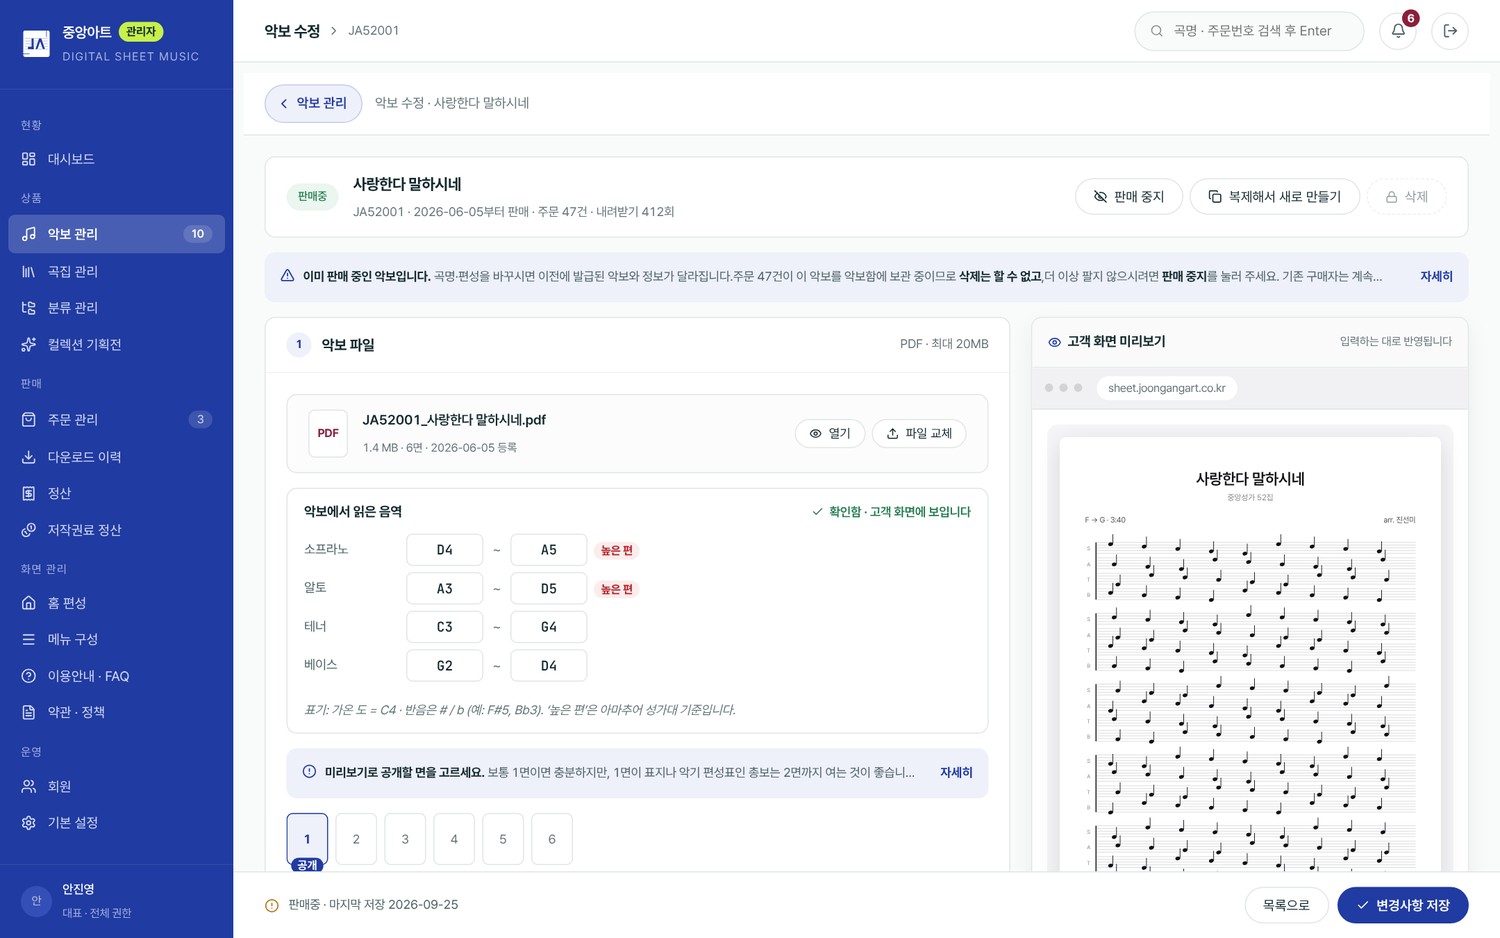 JA
중앙아트 관리자
DIGITAL SHEET MUSIC
현황
대시보드
상품
악보 관리 10
곡집 관리
분류 관리
컬렉션 기획전
판매
주문 관리 3
다운로드 이력
정산
저작권료 정산
화면 관리
홈 편성
메뉴 구성
이용안내 · FAQ
약관 · 정책
운영
회원
기본 설정
안 안진영
대표 · 전체 권한
악보 수정 > JA52001
곡명 · 주문번호 검색 후 Enter
6
악보 관리 악보 수정 · 사랑한다 말하시네
판매중 사랑한다 말하시네
JA52001 · 2026-06-05부터 판매 · 주문 47건 · 내려받기 412회
판매 중지 복제해서 새로 만들기 삭제
이미 판매 중인 악보입니다. 곡명·편성을 바꾸시면 이전에 발급된 악보와 정보가 달라집니다.주문 47건이 이 악보를 악보함에 보관 중이므로 삭제는 할 수 없고,더 이상 팔지 않으시려면 판매 중지를 눌러 주세요. 기존 구매자는 계속... 자세히
1 악보 파일 PDF · 최대 20MB
PDF JA52001_사랑한다 말하시네.pdf
1.4 MB · 6면 · 2026-06-05 등록
열기 파일 교체
악보에서 읽은 음역 확인함 · 고객 화면에 보입니다
소프라노 D4 ~ A5 높은 편
알토 A3 ~ D5 높은 편
테너 C3 ~ G4
베이스 G2 ~ D4
표기: 가온 도 = C4 · 반음은 # / b (예: F#5, Bb3). '높은 편'은 아마추어 성가대 기준입니다.
미리보기로 공개할 면을 고르세요. 보통 1면이면 충분하지만, 1면이 표지나 악기 편성표인 총보는 2면까지 여는 것이 좋습니... 자세히
1 2 3 4 5 6
공개
고객 화면 미리보기 입력하는 대로 반영됩니다
sheet.joongangart.co.kr
사랑한다 말하시네
중앙성가 52집
F → G · 3:40 arr. 진선미
S
A
T
B
S
A
T
B
S
A
T
B
S
A
T
B
S
A
T
판매중 · 마지막 저장 2026-09-25
목록으로 변경사항 저장